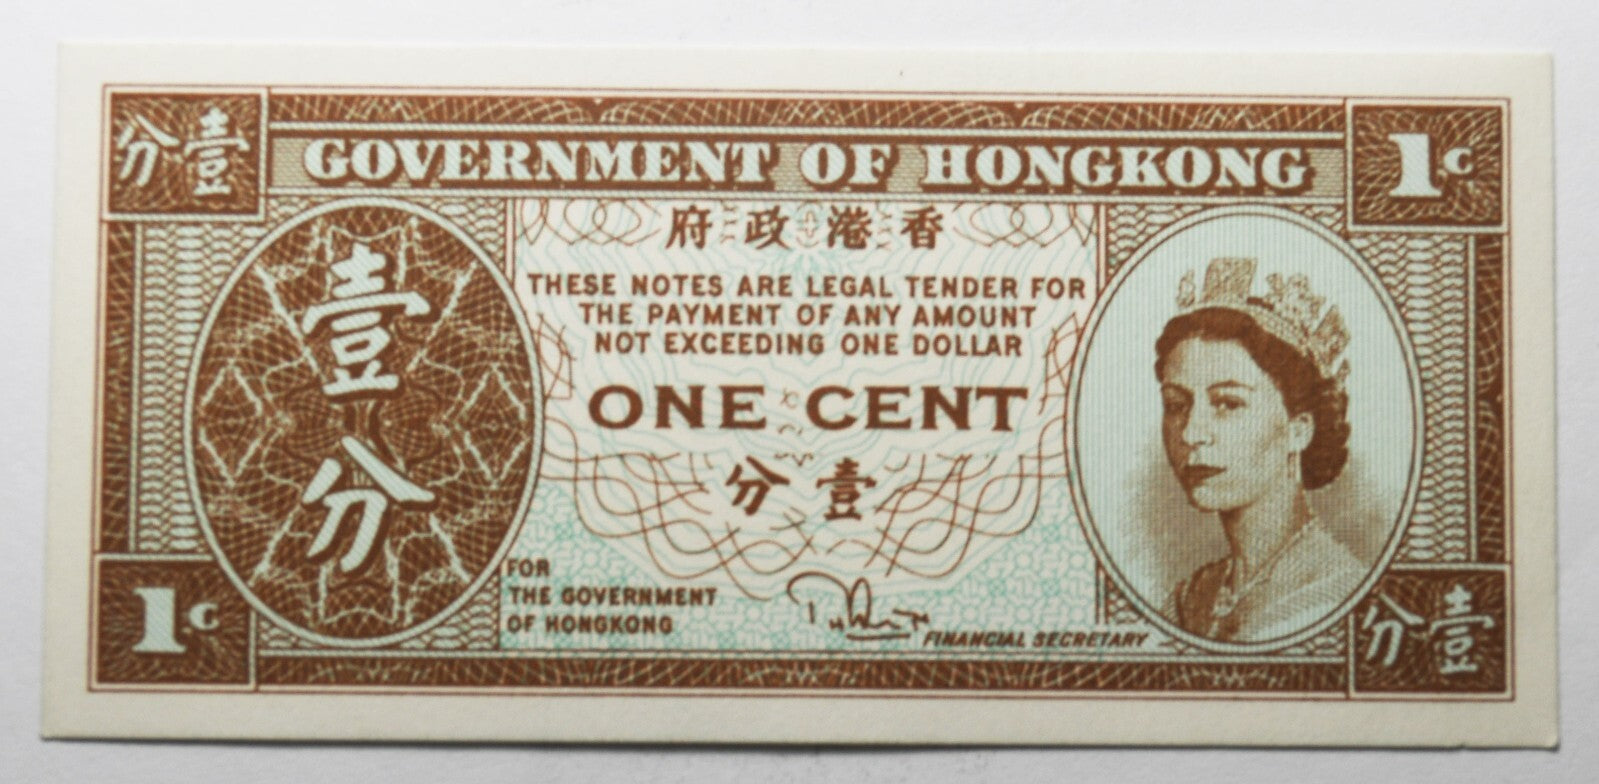 分壹
GOVERNMENT OF HONGKONG
1c
府政港香
THESE NOTES ARE LEGAL TENDER FOR
THE PAYMENT OF ANY AMOUNT
NOT EXCEEDING ONE DOLLAR
ONE CENT
分壹
壹
分
FOR
THE GOVERNMENT
OF HONGKONG
FINANCIAL SECRETARY
1c
分壹